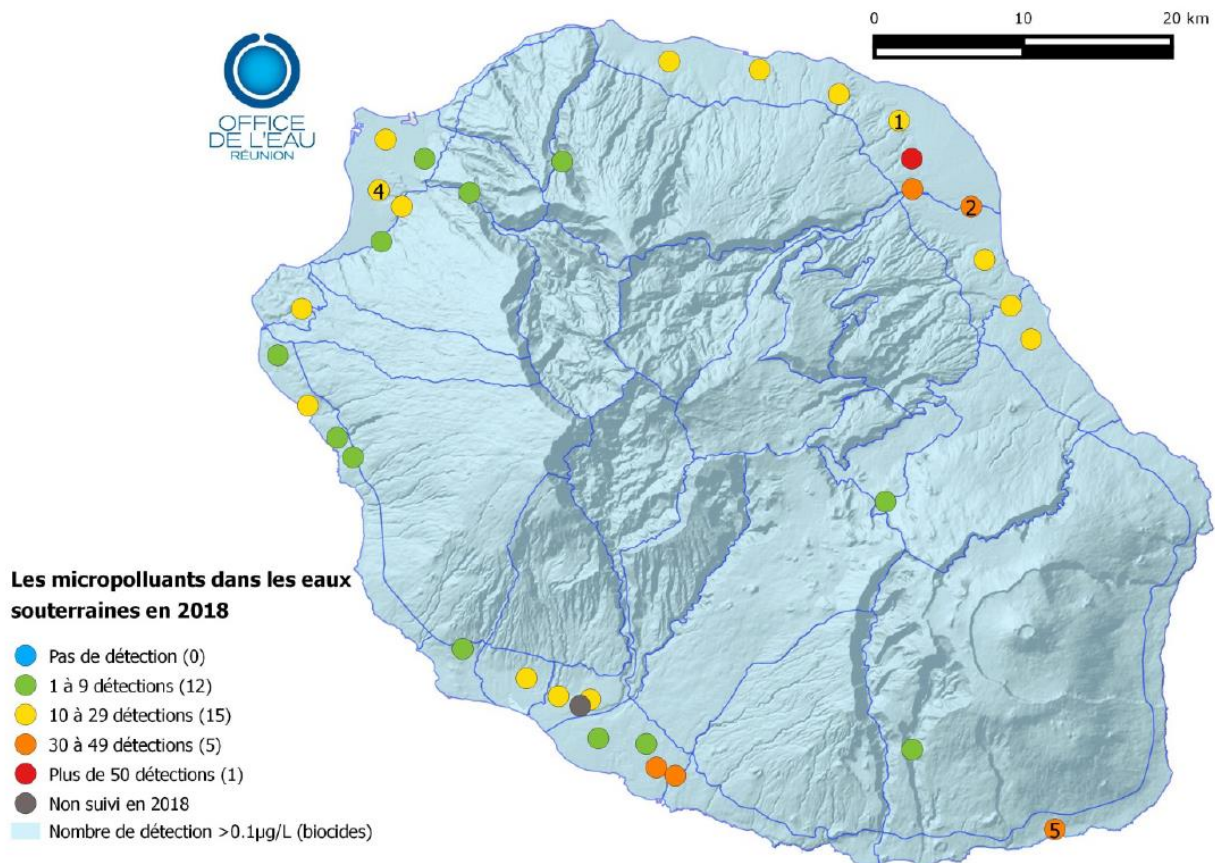 0 10 20 km
OFFICE
DE L'EAU
RÉUNION
1
4
2
Les micropolluants dans les eaux
souterraines en 2018
Pas de détection (0)
1 à 9 détections (12)
10 à 29 détections (15)
30 à 49 détections (5)
Plus de 50 détections (1)
Non suivi en 2018
Nombre de détection >0.1µg/L (biocides)
5